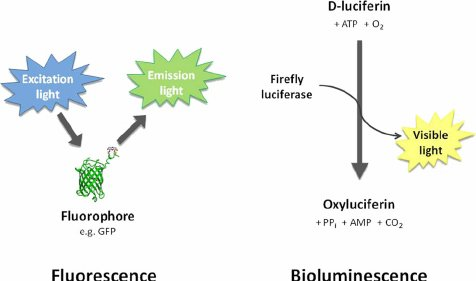 Excitation
light
Emission
light
Fluorophore
e.g. GFP
Fluorescence
D-luciferin
+ ATP + O₂
Firefly
luciferase
Visible
light
Oxyluciferin
+ PPᵢ + AMP + CO₂
Bioluminescence